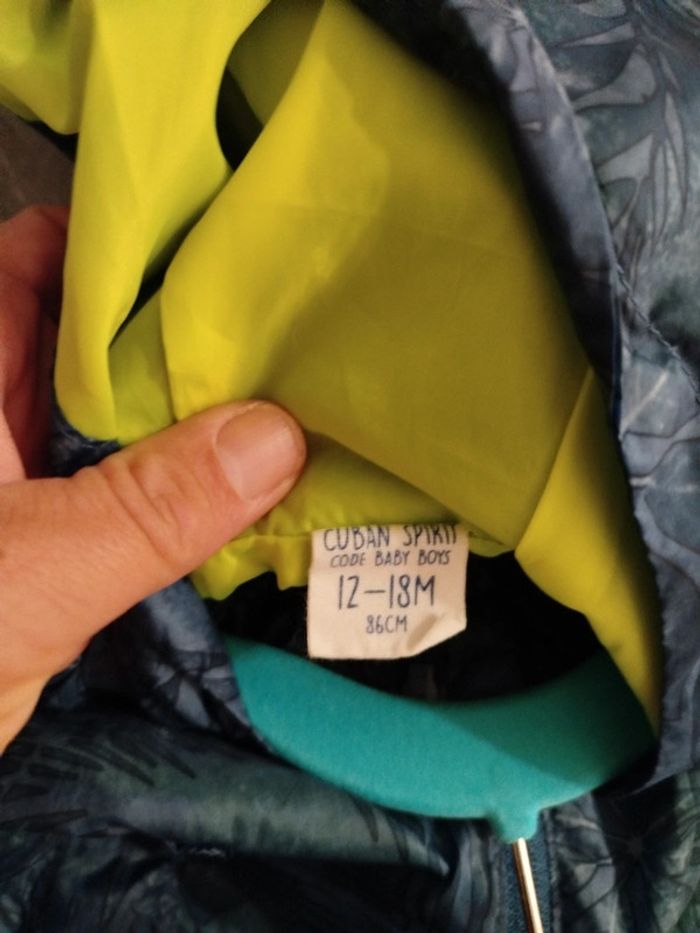 CUBAN SPIRIT
CODE BABY BOYS
12-18M
86CM